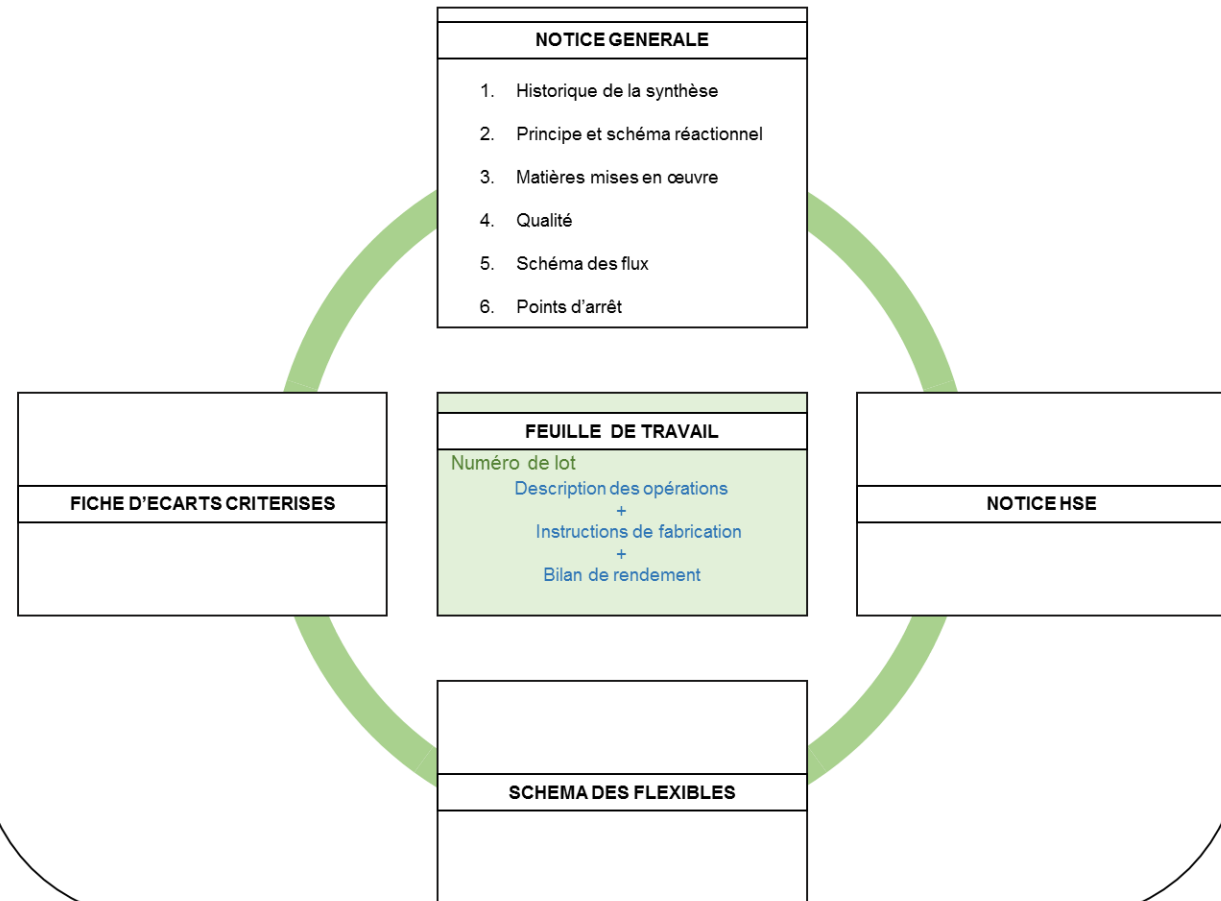 NOTICE GENERALE
1. Historique de la synthèse
2. Principe et schéma réactionnel
3. Matières mises en œuvre
4. Qualité
5. Schéma des flux
6. Points d'arrêt
FICHE D'ECARTS CRITERISES
FEUILLE DE TRAVAIL
Numéro de lot
Description des opérations
+
Instructions de fabrication
+
Bilan de rendement
NOTICE HSE
SCHEMA DES FLEXIBLES